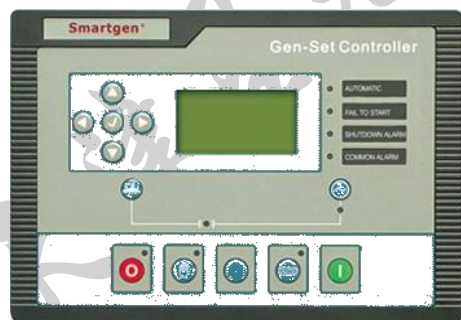 Smartgen®
Gen-Set Controller
AUTOMATIC
FAIL TO START
SHUTDOWN ALARM
COMMON ALARM